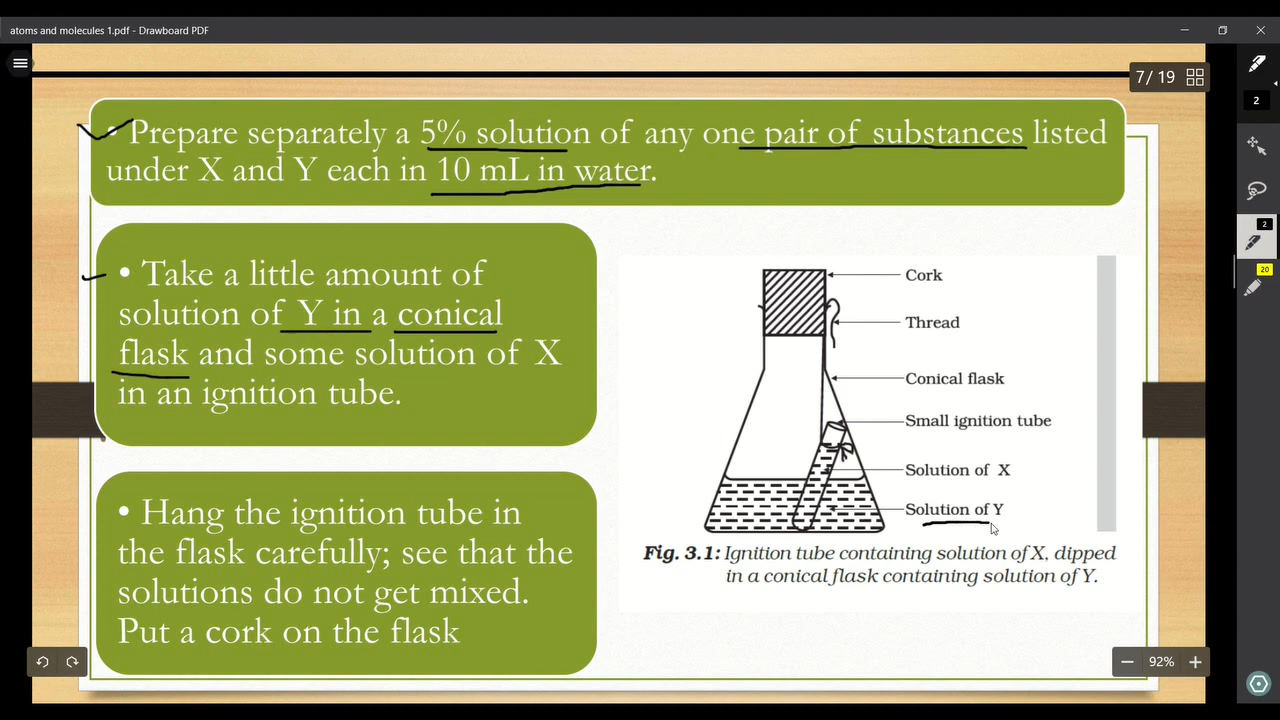 atoms and molecules 1.pdf - Drawboard PDF
7/ 19
2
• Prepare separately a 5% solution of any one pair of substances listed
under X and Y each in 10 mL in water.
• Take a little amount of
solution of Y in a conical
flask and some solution of X
in an ignition tube.
• Hang the ignition tube in
the flask carefully; see that the
solutions do not get mixed.
Put a cork on the flask
Cork
Thread
Conical flask
Small ignition tube
Solution of X
Solution of Y
Fig. 3.1: Ignition tube containing solution of X, dipped
in a conical flask containing solution of Y.
2
20
92%